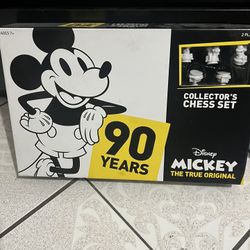 AGES 7+
2 PL
COLLECTOR'S
CHESS SET
90
YEARS
Disney
MICKEY
THE TRUE ORIGINAL